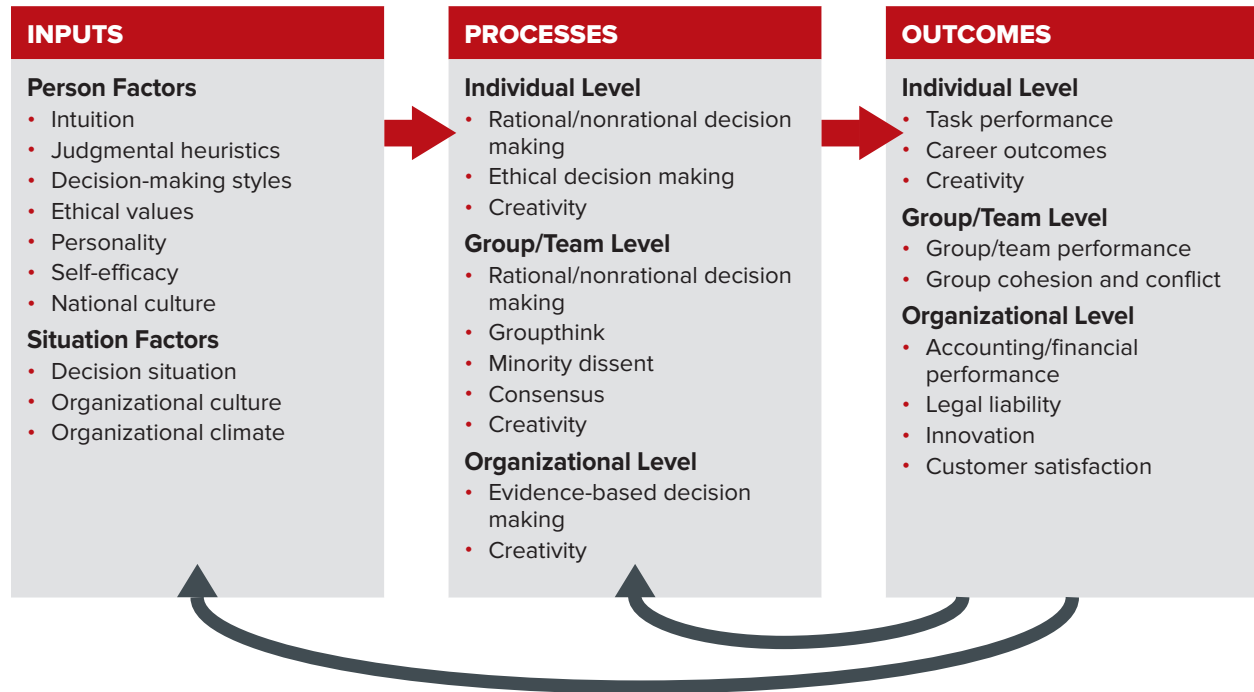 INPUTS
Person Factors
• Intuition
• Judgmental heuristics
• Decision-making styles
• Ethical values
• Personality
• Self-efficacy
• National culture
Situation Factors
• Decision situation
• Organizational culture
• Organizational climate
PROCESSES
Individual Level
• Rational/nonrational decision
making
• Ethical decision making
• Creativity
Group/Team Level
• Rational/nonrational decision
making
• Groupthink
• Minority dissent
• Consensus
• Creativity
Organizational Level
• Evidence-based decision
making
• Creativity
OUTCOMES
Individual Level
• Task performance
• Career outcomes
• Creativity
Group/Team Level
• Group/team performance
• Group cohesion and conflict
Organizational Level
• Accounting/financial
performance
• Legal liability
• Innovation
• Customer satisfaction